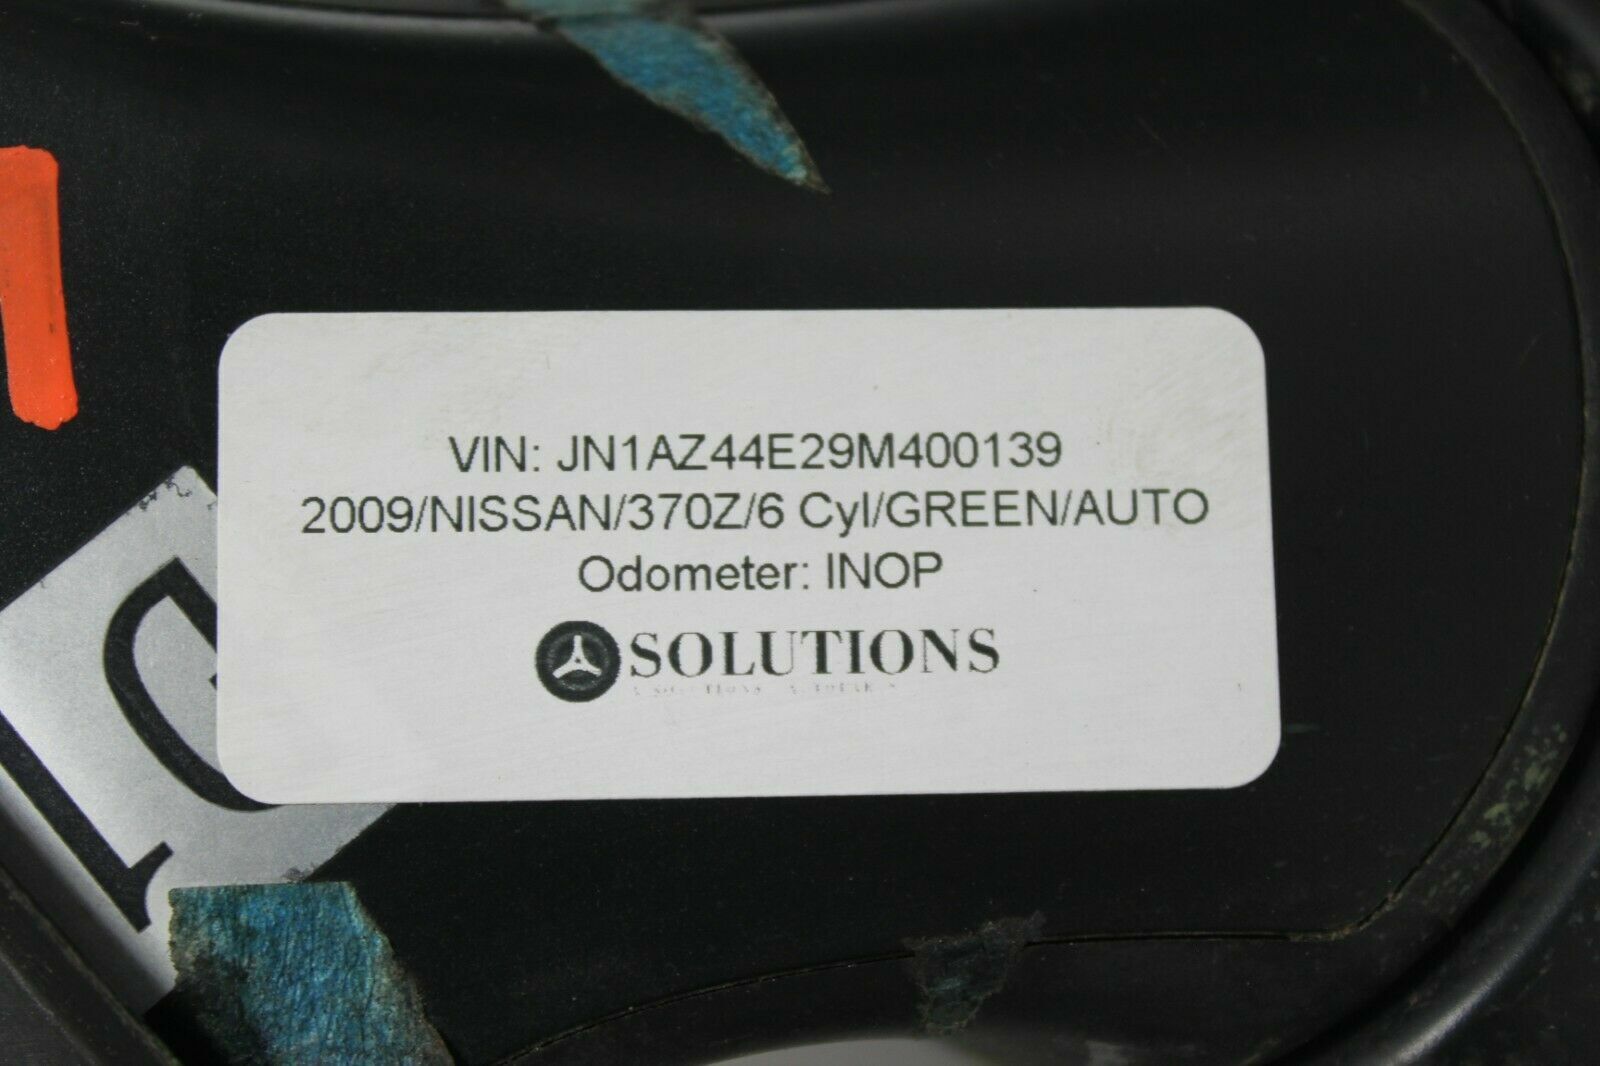 VIN: JN1AZ44E29M400139
2009/NISSAN/370Z/6 Cyl/GREEN/AUTO
Odometer: INOP
SOLUTIONS